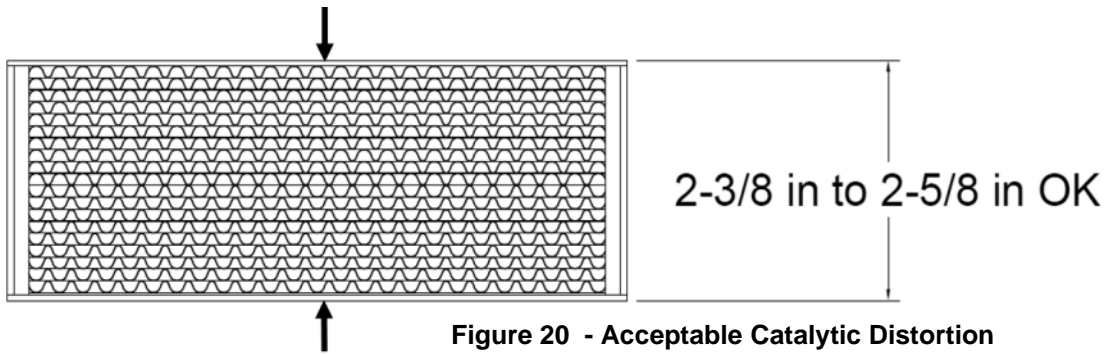 2-3/8 in to 2-5/8 in OK
Figure 20  - Acceptable Catalytic Distortion